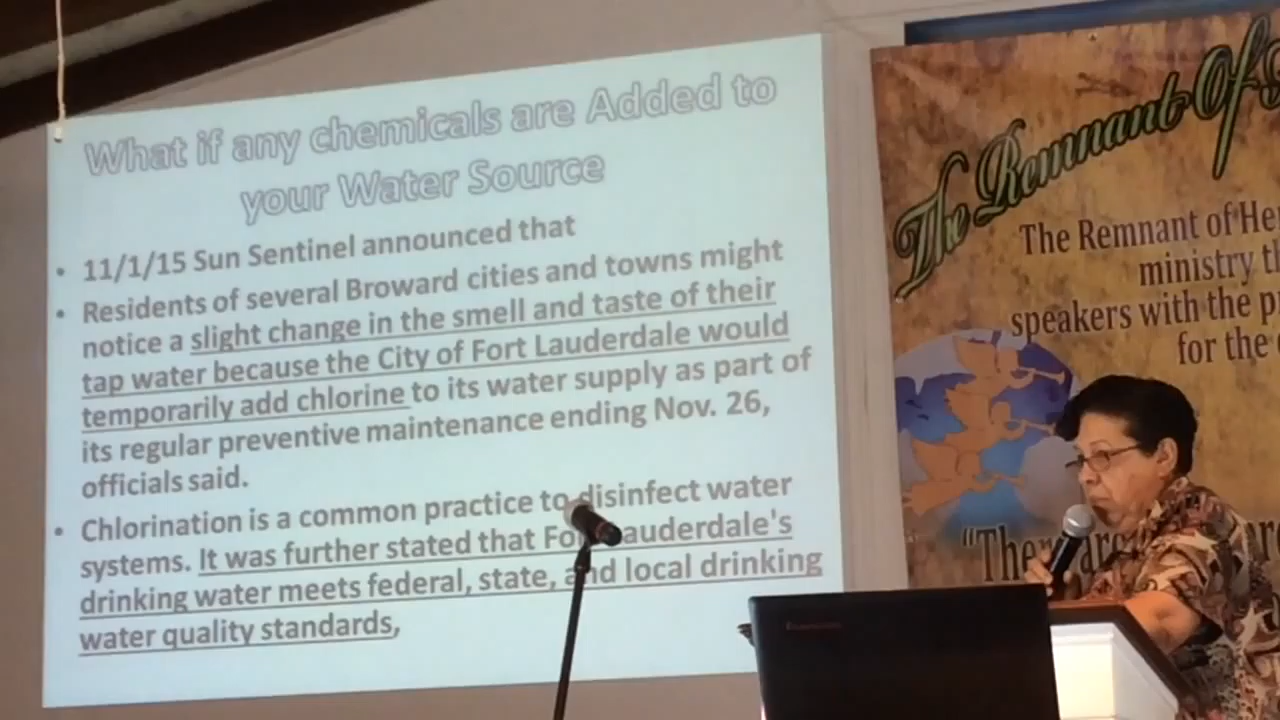 What if any chemicals are Added to
your Water Source
• 11/1/15 Sun Sentinel announced that
• Residents of several Broward cities and towns might
notice a slight change in the smell and taste of their
tap water because the City of Fort Lauderdale would
temporarily add chlorine to its water supply as part of
its regular preventive maintenance ending Nov. 26,
officials said.
• Chlorination is a common practice to disinfect water
systems. It was further stated that Fort Lauderdale's
drinking water meets federal, state, and local drinking
water quality standards,
The Remnant Of
The Remnant of He
ministry th
speakers with the p
for the
"There are